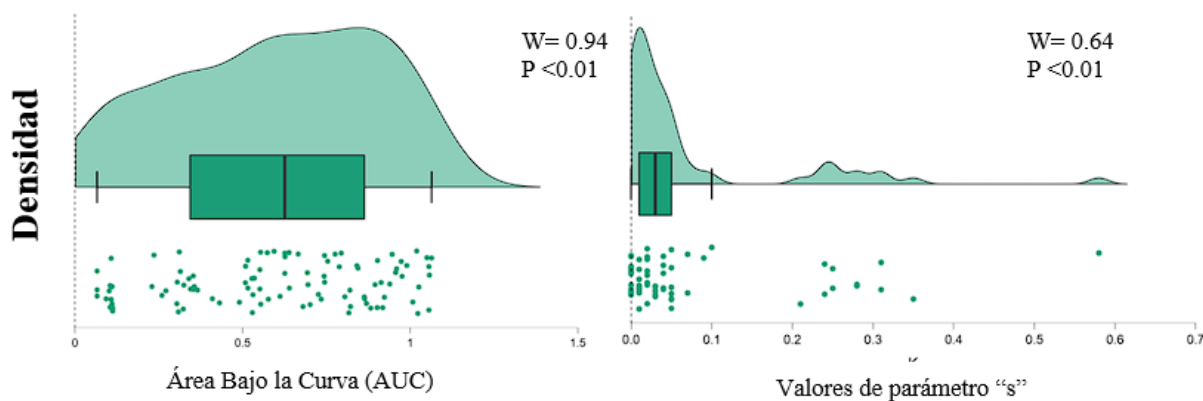 Densidad
W= 0.94
P <0.01
0
0.5
1
1.5
Área Bajo la Curva (AUC)
W= 0.64
P <0.01
0.0
0.1
0.2
0.3
0.4
0.5
0.6
0.7
Valores de parámetro “s”